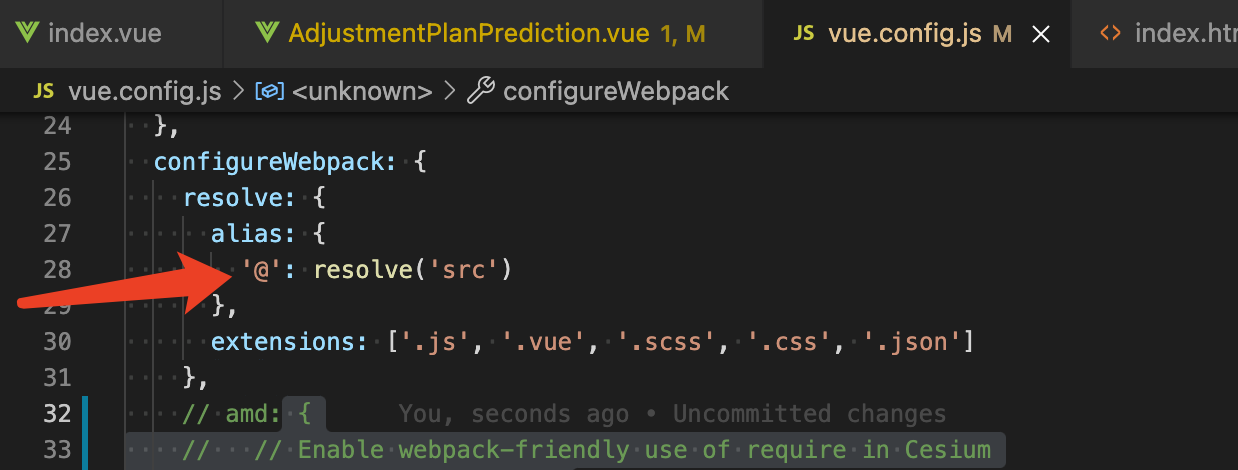 index.vue AdjustmentPlanPrediction.vue 1, M JS vue.config.js M index.htm
JS vue.config.js > <unknown> > configureWebpack
24 },
25 configureWebpack: {
26 resolve: {
27 alias: {
28 '@': resolve('src')
29 },
30 extensions: ['.js', '.vue', '.scss', '.css', '.json']
31 },
32 // amd: { You, seconds ago • Uncommitted changes
33 // // Enable webpack-friendly use of require in Cesium